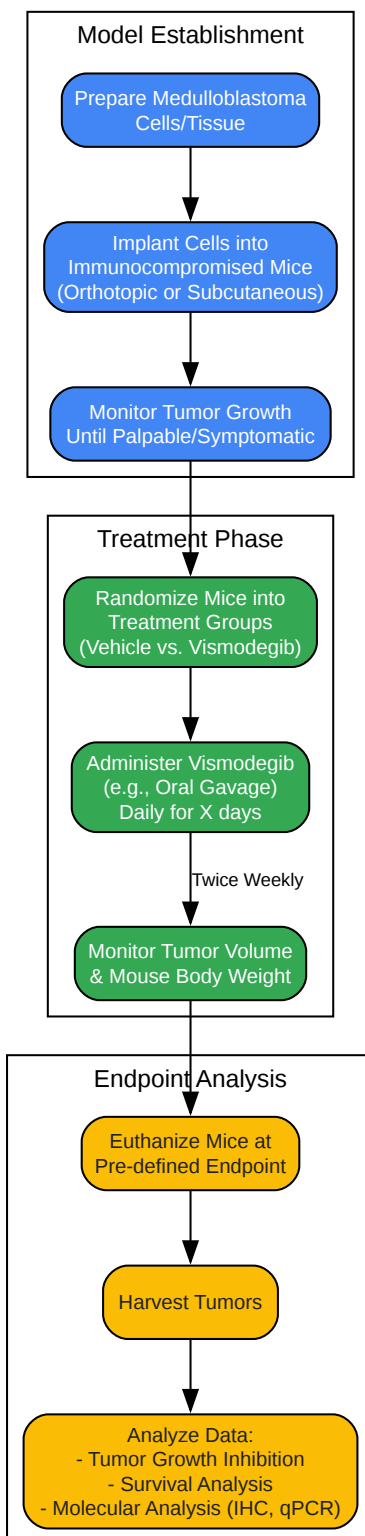 Model Establishment
Prepare Medulloblastoma
Cells/Tissue
Implant Cells into
Immunocompromised Mice
(Orthotopic or Subcutaneous)
Monitor Tumor Growth
Until Palpable/Symptomatic
Treatment Phase
Randomize Mice into
Treatment Groups
(Vehicle vs. Vismodegib)
Administer Vismodegib
(e.g., Oral Gavage)
Daily for X days
Twice Weekly
Monitor Tumor Volume
& Mouse Body Weight
Endpoint Analysis
Euthanize Mice at
Pre-defined Endpoint
Harvest Tumors
Analyze Data:
- Tumor Growth Inhibition
- Survival Analysis
- Molecular Analysis (IHC, qPCR)